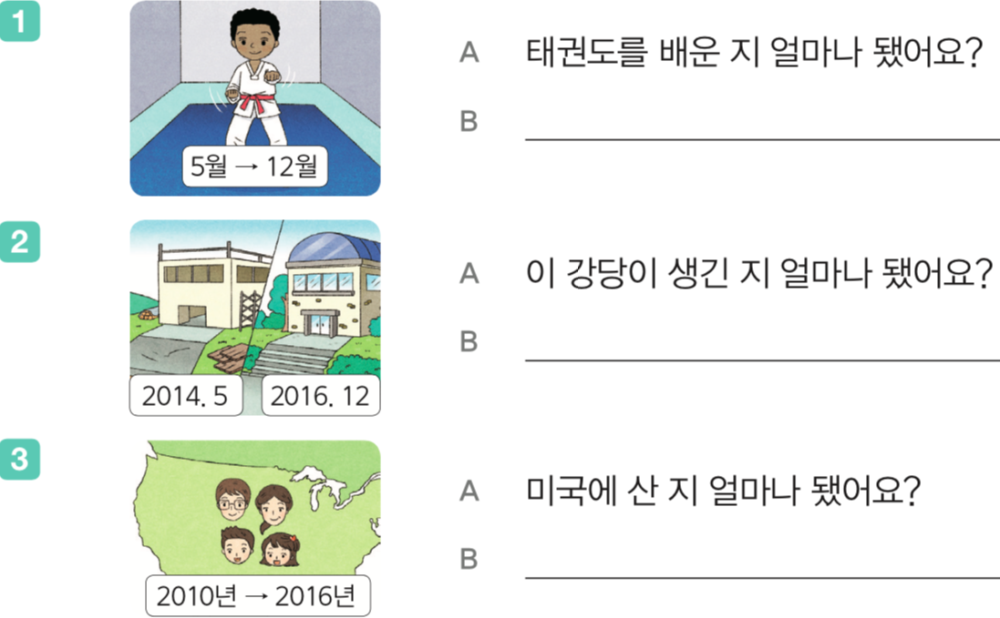 1
A 태권도를 배운 지 얼마나 됐어요?
B
5월 → 12월
2
A 이 강당이 생긴 지 얼마나 됐어요?
B
2014. 5 2016. 12
3
A 미국에 산 지 얼마나 됐어요?
B
2010년 → 2016년